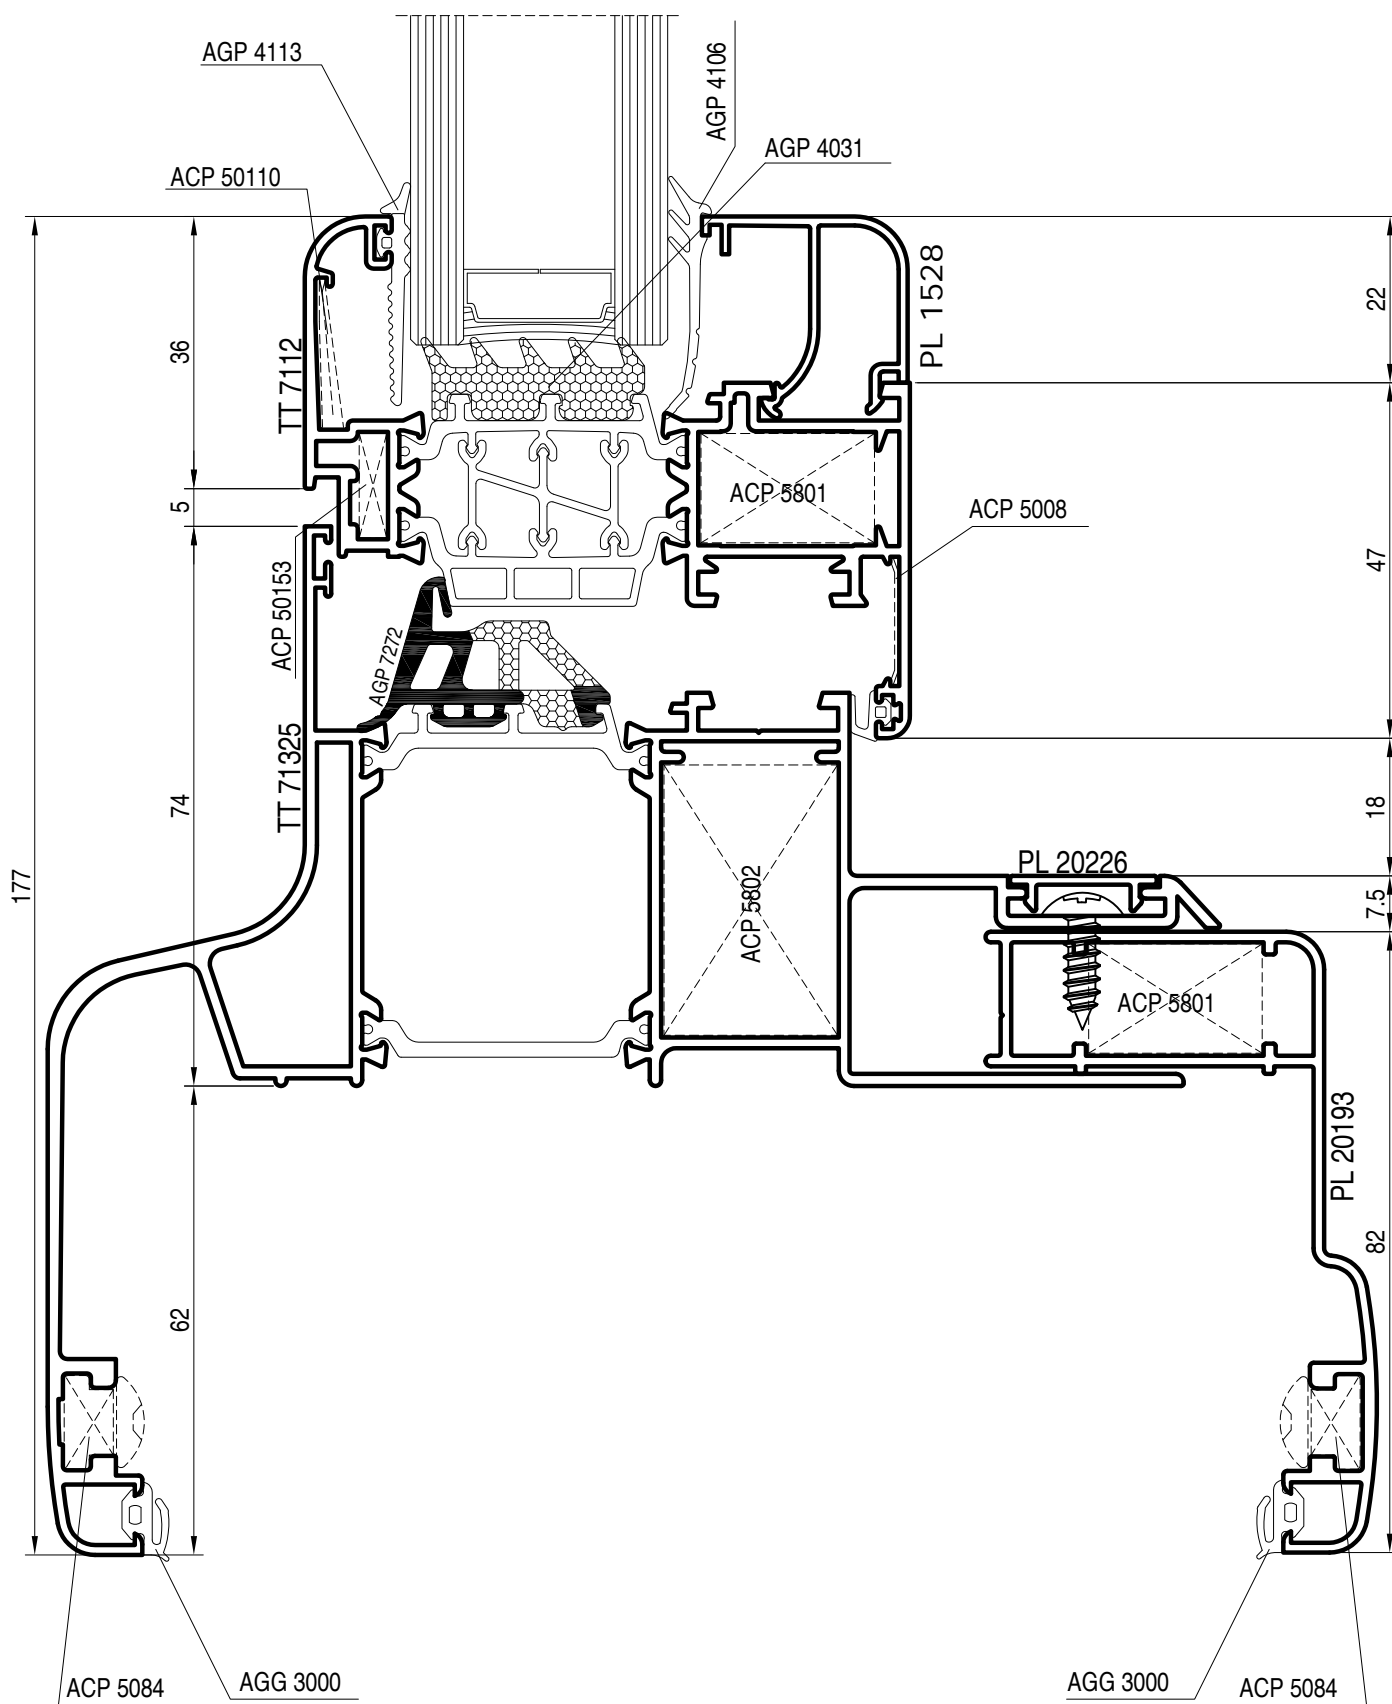 AGP 4113
AGP 4106
AGP 4031
ACP 50110
PL 1528
22
36
TT 7112
ACP 5801
5
ACP 5008
47
ACP 50153
AGP 7272
TT 71325
74
18
PL 20226
177
ACP 5802
7.5
ACP 5801
PL 20193
82
62
ACP 5084
AGG 3000
AGG 3000
ACP 5084